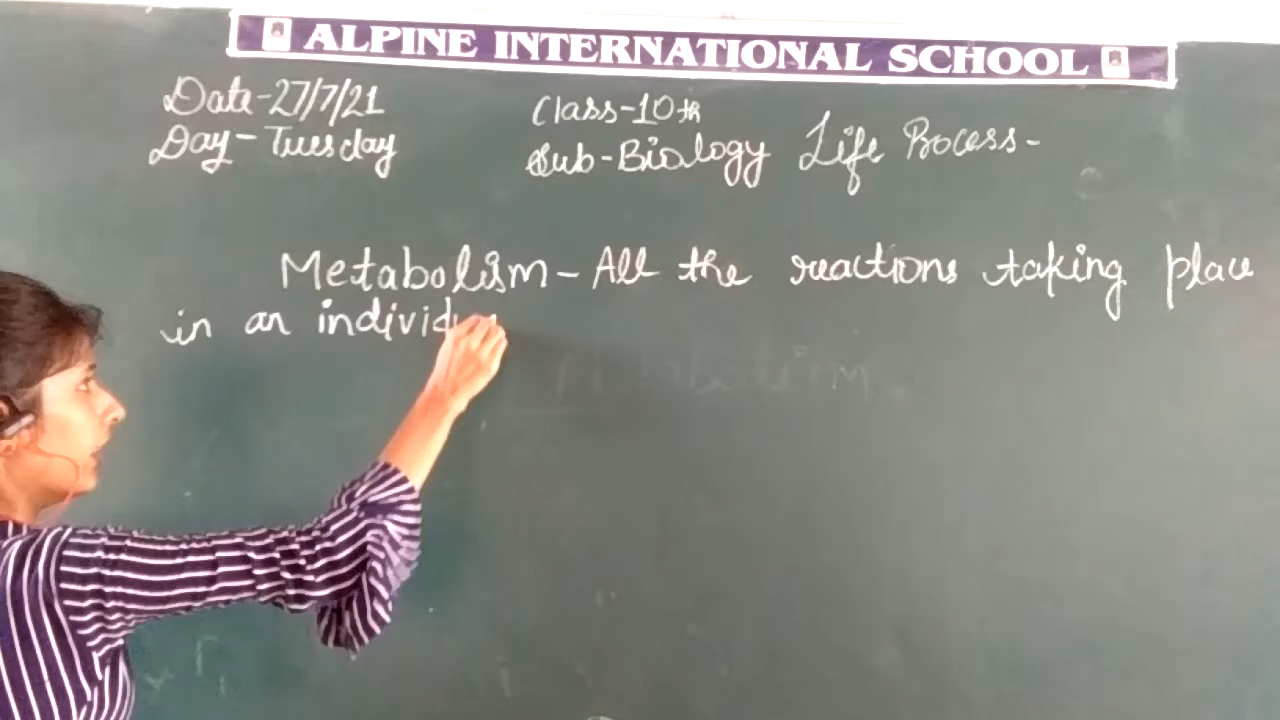 ALPINE INTERNATIONAL SCHOOL
Date-27/7/21
Day-Tuesday
Class-10th
Sub-Biology
Life Process-
Metabolism-All the reactions taking place
in an individu